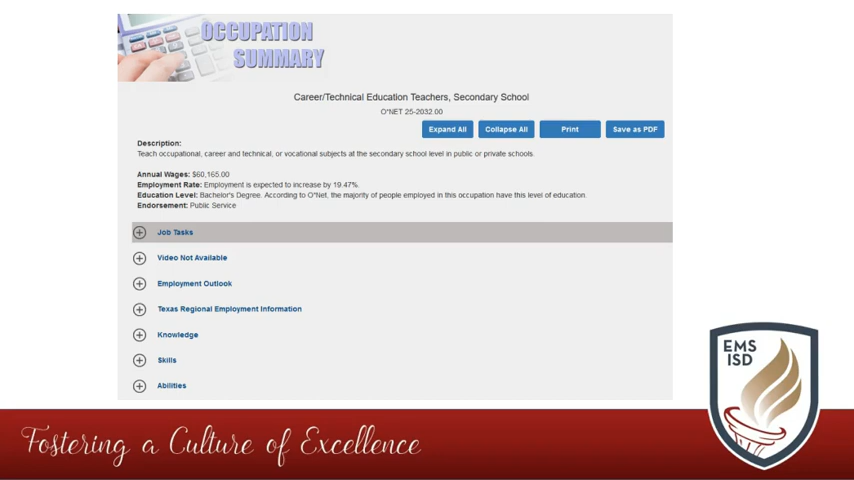 OCCUPATION
SUMMARY
Career/Technical Education Teachers, Secondary School
O*NET 25-2032.00
Expand All Collapse All Print Save as PDF
Description:
Teach occupational, career and technical, or vocational subjects at the secondary school level in public or private schools.
Annual Wages: $60,165.00
Employment Rate: Employment is expected to increase by 19.47%.
Education Level: Bachelor's Degree. According to O*Net, the majority of people employed in this occupation have this level of education.
Endorsement: Public Service
Job Tasks
Video Not Available
Employment Outlook
Texas Regional Employment Information
Knowledge
Skills
Abilities
EMS
ISD
Fostering a Culture of Excellence